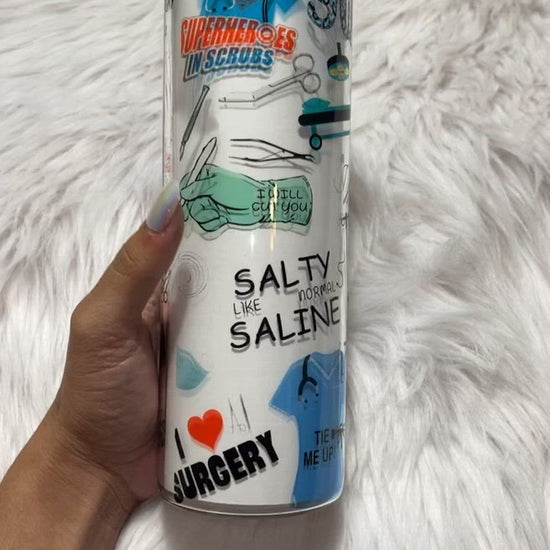 SUPERHEROES
IN SCRUBS
I WILL
CUT YOU
SALTY
LIKE NORMAL
SALINE
I ❤ SURGERY
TIE
ME UP